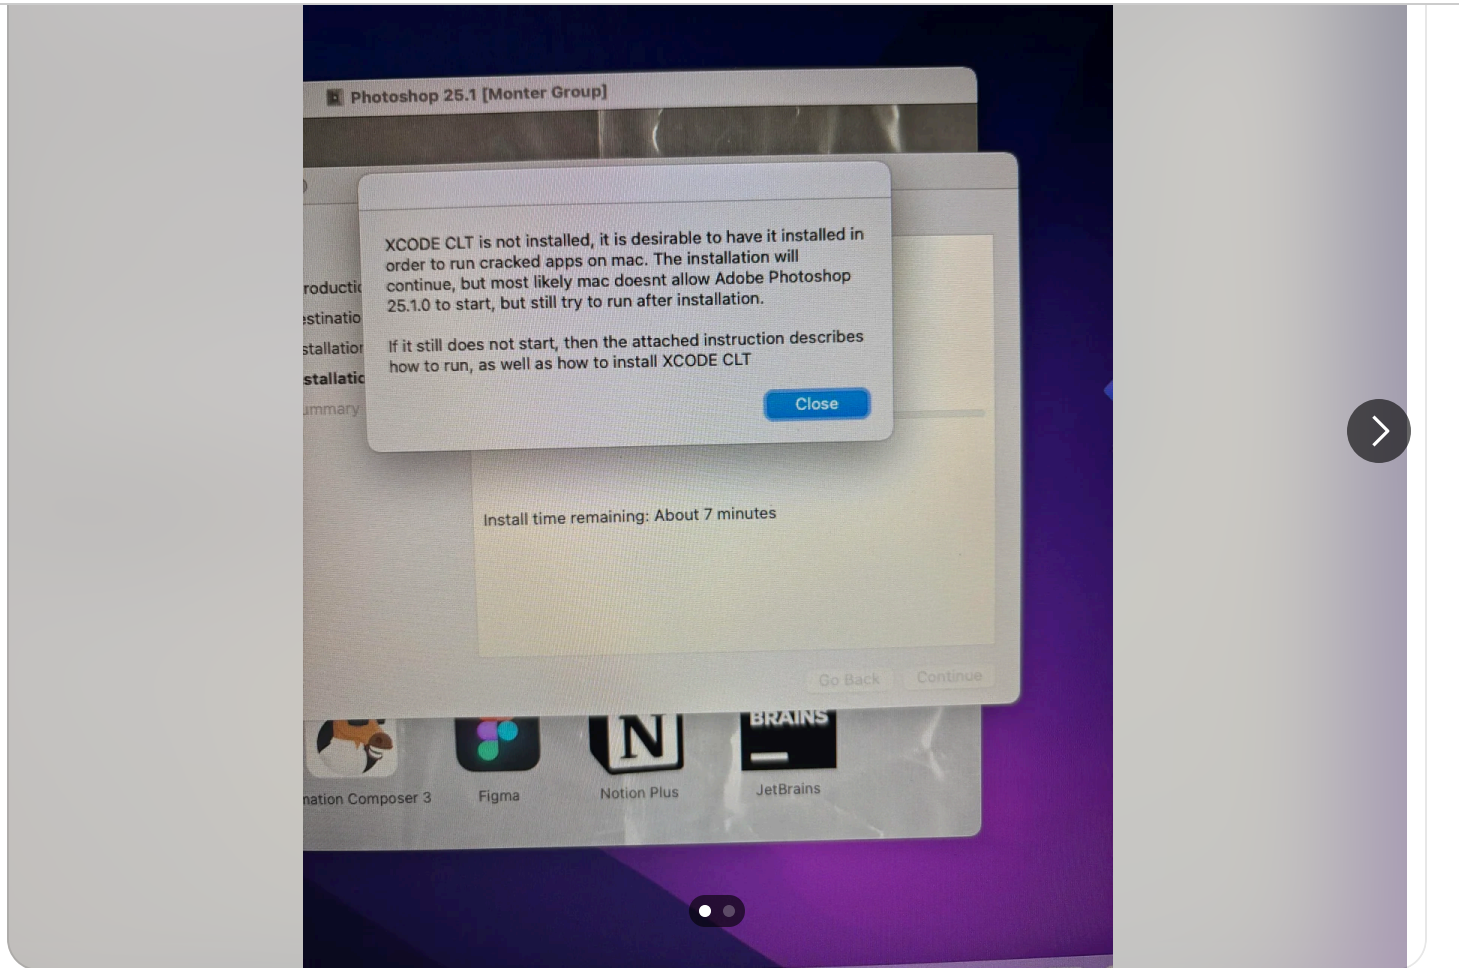 Photoshop 25.1 [Monter Group]
XCODE CLT is not installed, it is desirable to have it installed in
order to run cracked apps on mac. The installation will
continue, but most likely mac doesnt allow Adobe Photoshop
25.1.0 to start, but still try to run after installation.
If it still does not start, then the attached instruction describes
how to run, as well as how to install XCODE CLT
Close
roductic
estinatio
stallation
stallatic
ummary
Install time remaining: About 7 minutes
Go Back
Continue
N
BRAINS
nation Composer 3
Figma
Notion Plus
JetBrains